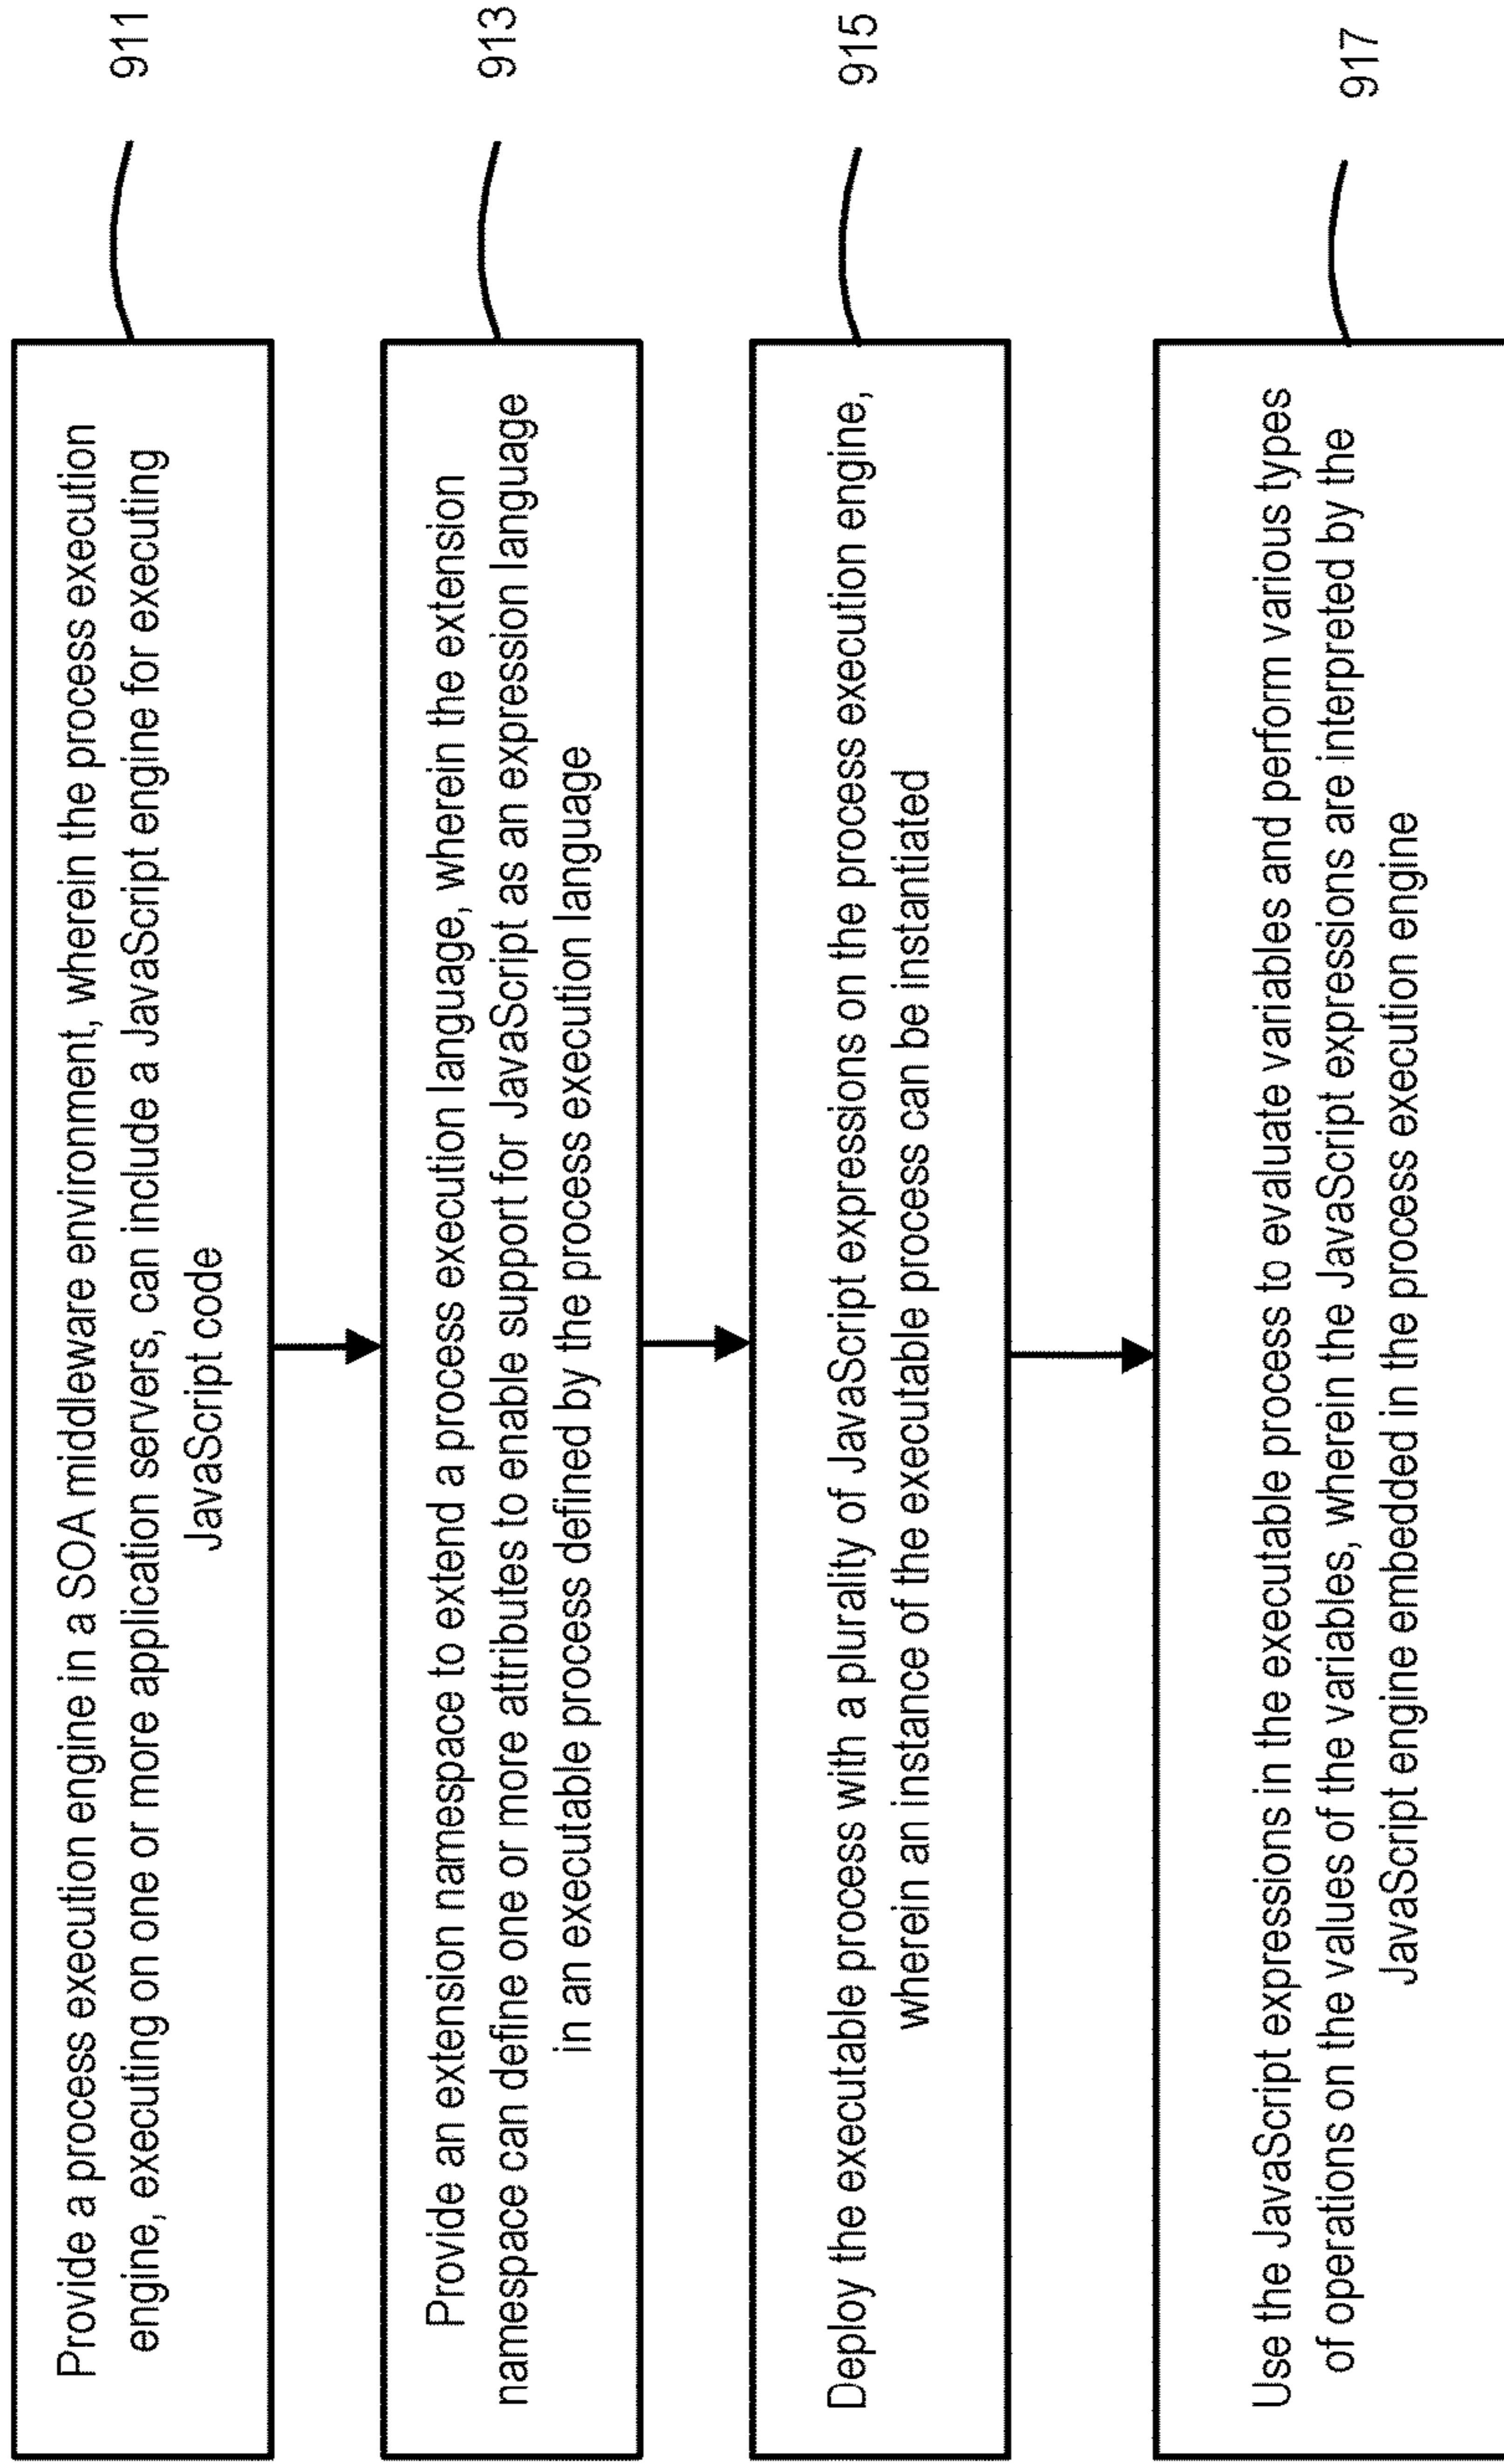 Provide a process execution engine in a SOA middleware environment, wherein the process execution
engine, executing on one or more application servers, can include a JavaScript engine for executing
JavaScript code
911
Provide an extension namespace to extend a process execution language, wherein the extension
namespace can define one or more attributes to enable support for JavaScript as an expression language
in an executable process defined by the process execution language
913
Deploy the executable process with a plurality of JavaScript expressions on the process execution engine,
wherein an instance of the executable process can be instantiated
915
Use the JavaScript expressions in the executable process to evaluate variables and perform various types
of operations on the values of the variables, wherein the JavaScript expressions are interpreted by the
JavaScript engine embedded in the process execution engine
917